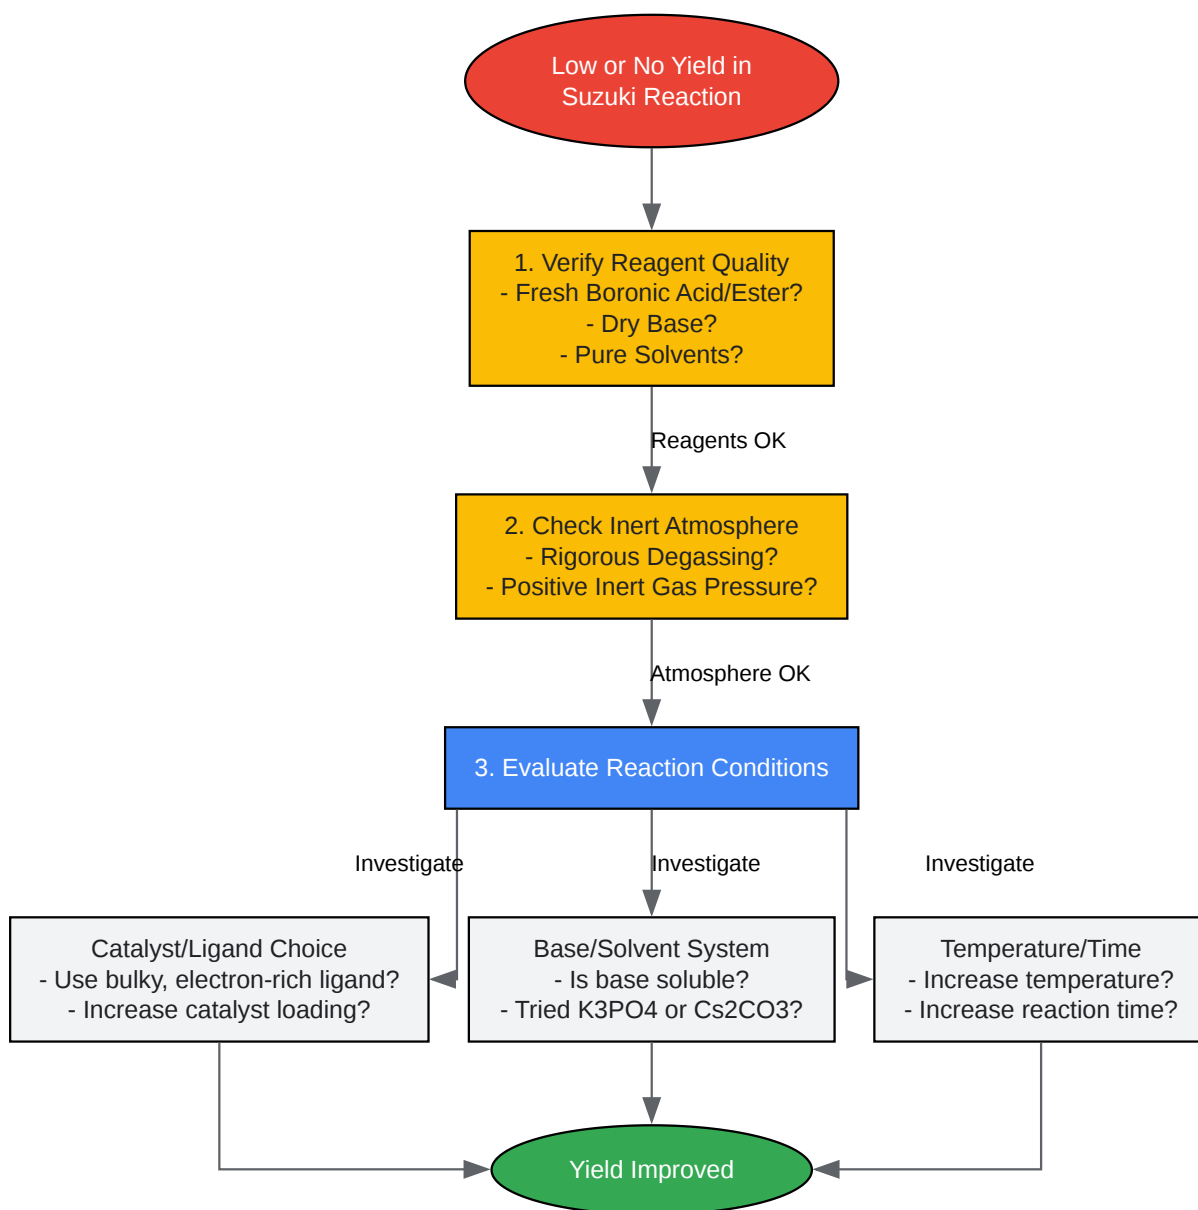 Low or No Yield in
Suzuki Reaction
1. Verify Reagent Quality
- Fresh Boronic Acid/Ester?
- Dry Base?
- Pure Solvents?
Reagents OK
2. Check Inert Atmosphere
- Rigorous Degassing?
- Positive Inert Gas Pressure?
Atmosphere OK
3. Evaluate Reaction Conditions
Investigate
Investigate
Investigate
Catalyst/Ligand Choice
- Use bulky, electron-rich ligand?
- Increase catalyst loading?
Base/Solvent System
- Is base soluble?
- Tried K3PO4 or Cs2CO3?
Temperature/Time
- Increase temperature?
- Increase reaction time?
Yield Improved